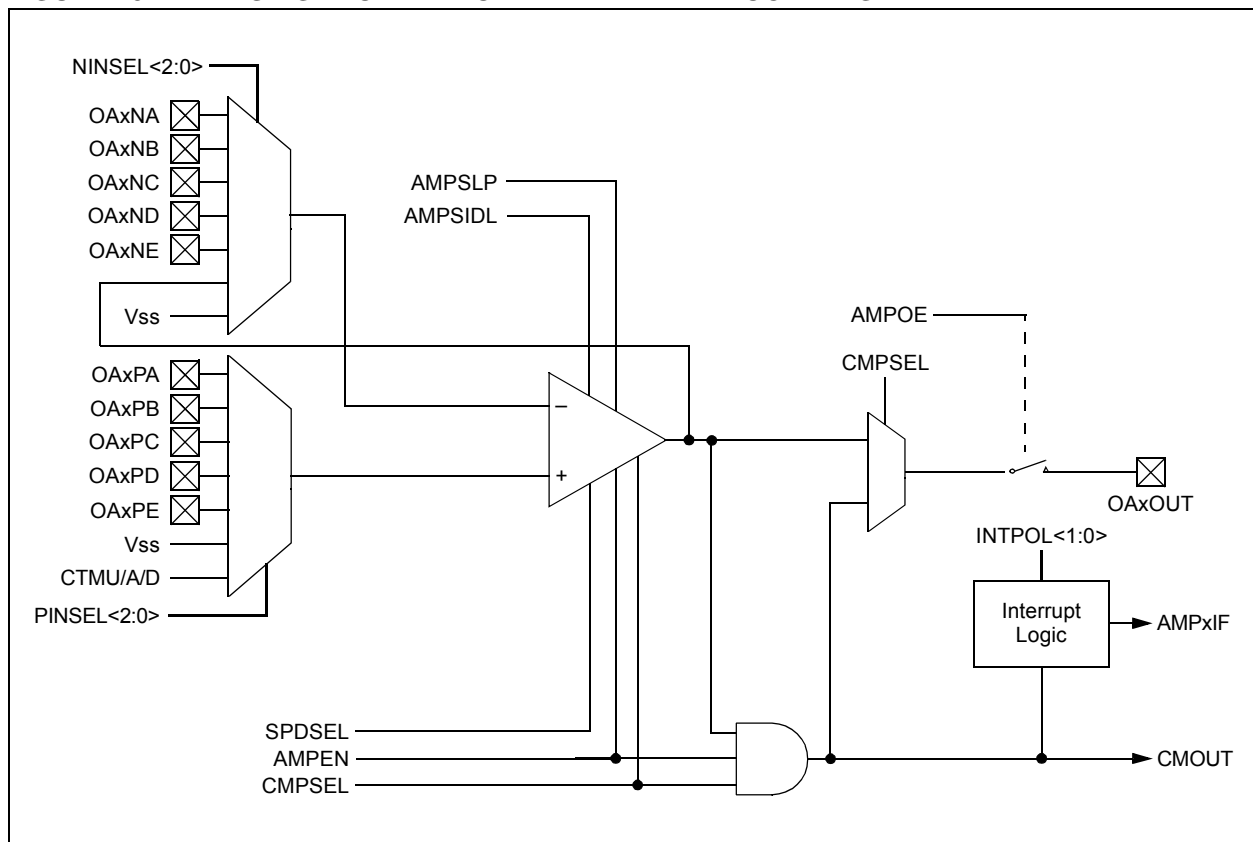 NINSEL<2:0>
OAxNA
OAxNB
OAxNC
OAxND
OAxNE
Vss
AMPSLP
AMPSIDL
AMPOE
CMPSEL
OAxPA
OAxPB
OAxPC
OAxPD
OAxPE
Vss
CTMU/A/D
PINSEL<2:0>
–
+
OAxOUT
INTPOL<1:0>
Interrupt
Logic
AMPxIF
SPDSEL
AMPEN
CMPSEL
CMOUT